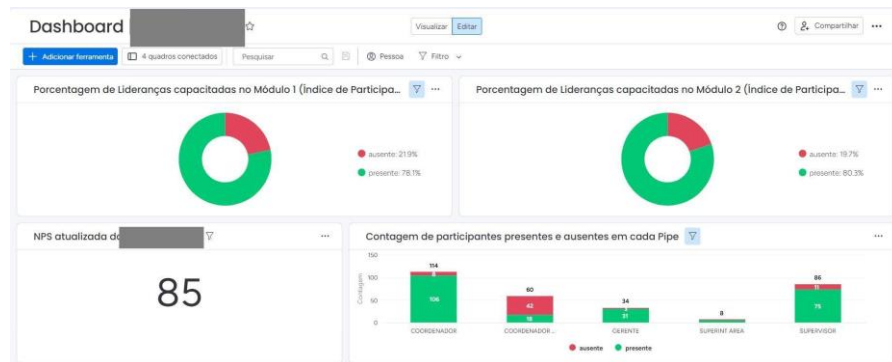 Dashboard
Visualizar Editar
Compartilhar
+ Adicionar ferramenta
4 quadros conectados
Pesquisar
Pessoa
Filtro
Porcentagem de Lideranças capacitadas no Módulo 1 (Índice de Participa...
ausente: 21.9%
presente: 78.1%
Porcentagem de Lideranças capacitadas no Módulo 2 (Índice de Participa...
ausente: 19.7%
presente: 80.3%
NPS atualizada do
85
Contagem de participantes presentes e ausentes em cada Pipe
Contagem
150
100
50
0
114
106
60
42
18
34
31
8
86
11
75
COORDENADOR
COORDENADOR ...
GERENTE
SUPERINT AREA
SUPERVISOR
ausente presente